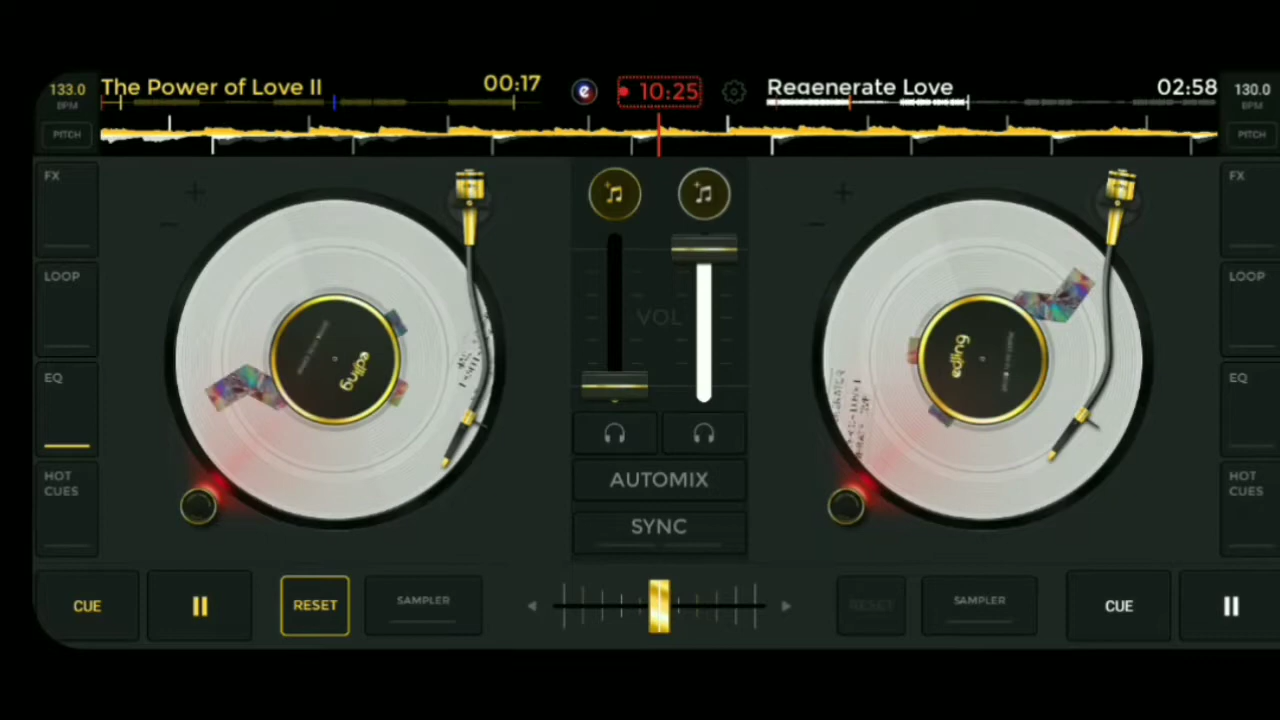 133.0
BPM
PITCH
The Power of Love II
00:17
e
10:25
Regenerate Love
02:58
130.0
BPM
PITCH
FX
LOOP
EQ
HOT
CUES
edjing
VOL
AUTOMIX
SYNC
edjing
FX
LOOP
EQ
HOT
CUES
CUE
RESET
SAMPLER
RESET
SAMPLER
CUE